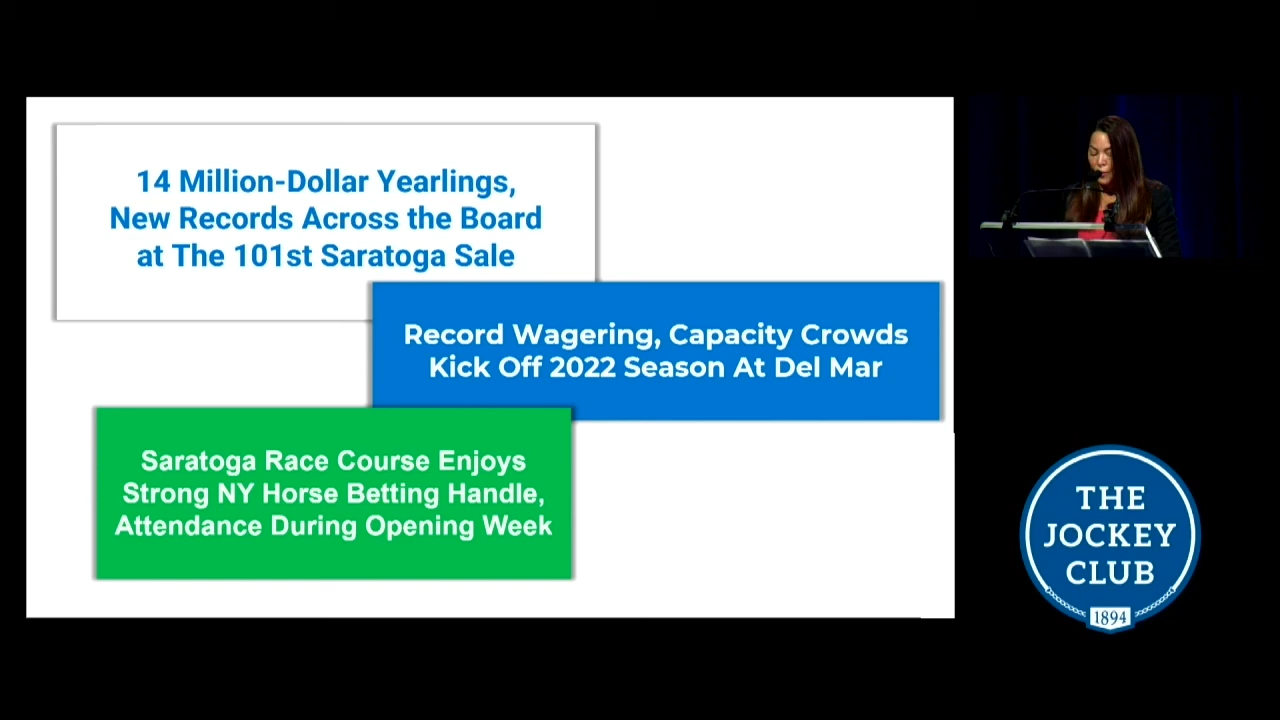 14 Million-Dollar Yearlings,
New Records Across the Board
at The 101st Saratoga Sale
Record Wagering, Capacity Crowds
Kick Off 2022 Season At Del Mar
Saratoga Race Course Enjoys
Strong NY Horse Betting Handle,
Attendance During Opening Week
THE
JOCKEY
CLUB
1894